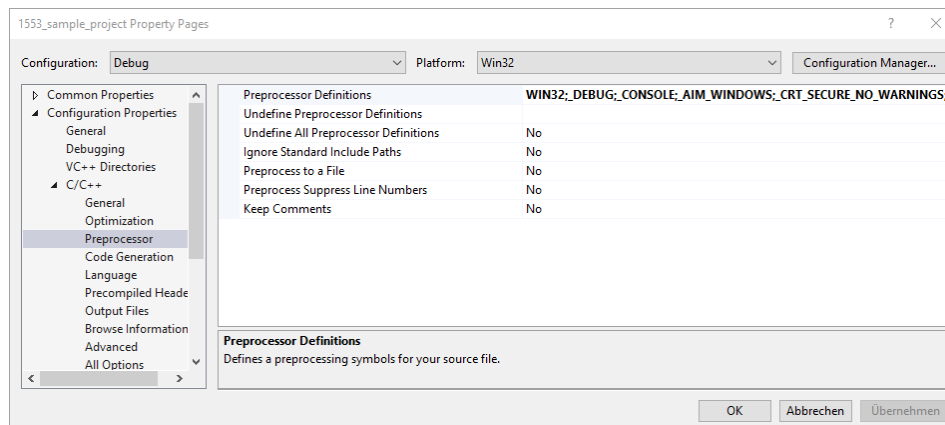 1553_sample_project Property Pages
? ×
Configuration: Debug Platform: Win32 Configuration Manager...
Common Properties
Configuration Properties
General
Debugging
VC++ Directories
C/C++
General
Optimization
Preprocessor
Code Generation
Language
Precompiled Heade
Output Files
Browse Information
Advanced
All Options
Preprocessor Definitions WIN32;_DEBUG;_CONSOLE;_AIM_WINDOWS;_CRT_SECURE_NO_WARNINGS;
Undefine Preprocessor Definitions
Undefine All Preprocessor Definitions No
Ignore Standard Include Paths No
Preprocess to a File No
Preprocess Suppress Line Numbers No
Keep Comments No
Preprocessor Definitions
Defines a preprocessing symbols for your source file.
OK Abbrechen Übernehmen